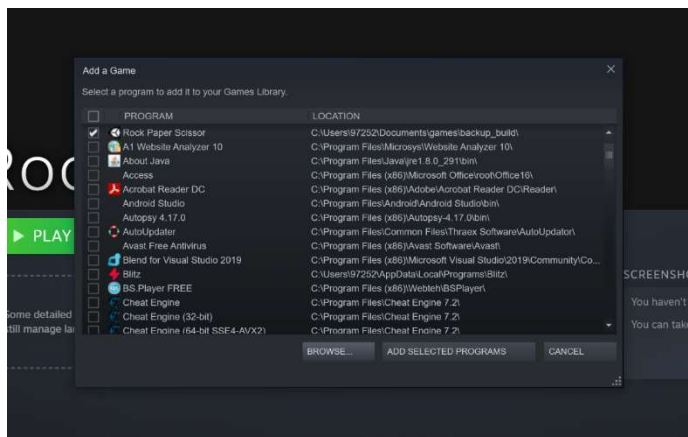 Add a Game
Select a program to add it to your Games Library.
PROGRAM LOCATION
Rock Paper Scissor C:\Users\97252\Documents\games\backup_build\
A1 Website Analyzer 10 C:\Program Files\Microsys\Website Analyzer 10\
About Java C:\Program Files\Java\jre1.8.0_291\bin\
Access C:\Program Files (x86)\Microsoft Office\root\Office16\
Acrobat Reader DC C:\Program Files (x86)\Adobe\Acrobat Reader DC\Reader\
Android Studio C:\Program Files\Android\Android Studio\bin\
Autopsy 4.17.0 C:\Program Files (x86)\Autopsy-4.17.0\bin\
AutoUpdater C:\Program Files\Common Files\Thraex Software\AutoUpdator\
Avast Free Antivirus C:\Program Files (x86)\Avast Software\Avast\
Blend for Visual Studio 2019 C:\Program Files (x86)\Microsoft Visual Studio\2019\Community\Co...
Blitz C:\Users\97252\AppData\Local\Programs\Blitz\
BS.Player FREE C:\Program Files (x86)\Webteh\BSPlayer\
Cheat Engine C:\Program Files\Cheat Engine 7.2\
Cheat Engine (32-bit) C:\Program Files\Cheat Engine 7.2\
Cheat Engine (64-bit SSE4-AVX2) C:\Program Files\Cheat Engine 7.2\
BROWSE... ADD SELECTED PROGRAMS CANCEL
Roc
PLAY
Some detailed
still manage la
SCREENSHO
You haven't
You can take